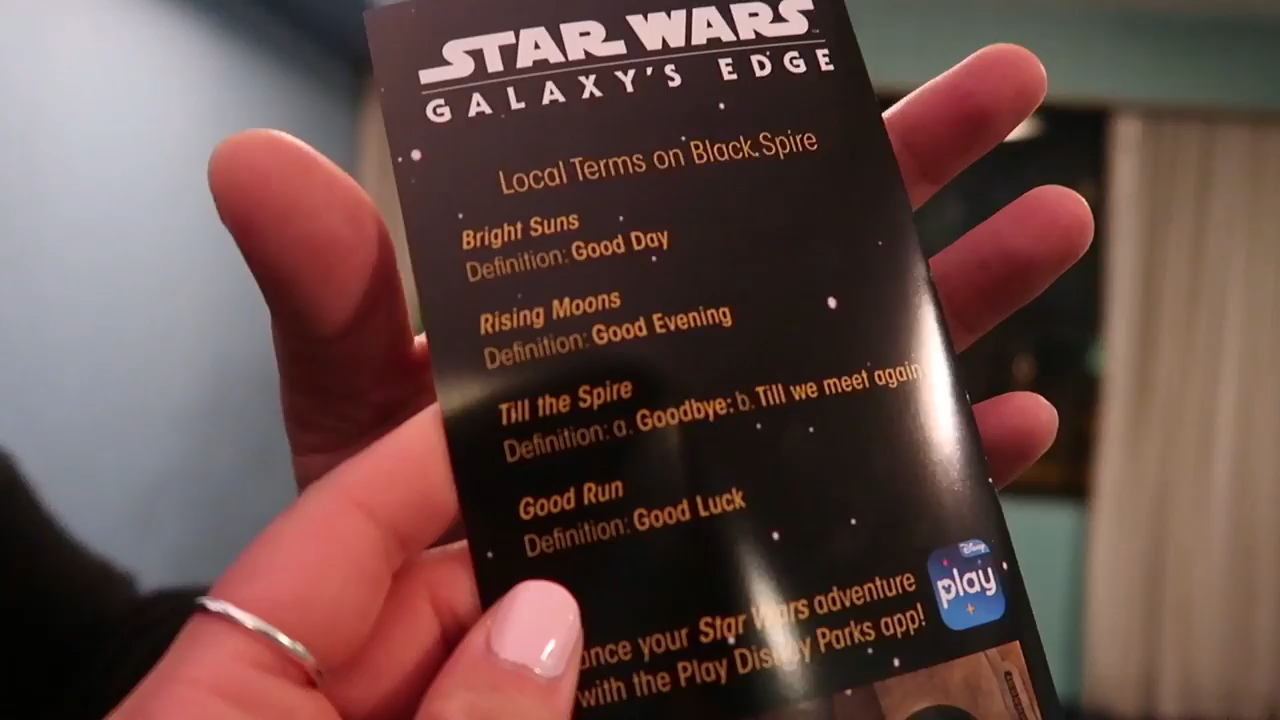 STAR WARS
GALAXY'S EDGE
Local Terms on Black Spire
Bright Suns
Definition: Good Day
Rising Moons
Definition: Good Evening
Till the Spire
Definition: a. Goodbye: b. Till we meet again
Good Run
Definition: Good Luck
Star Wars adventure
your
with the Play Disney Parks app!
Disney
play